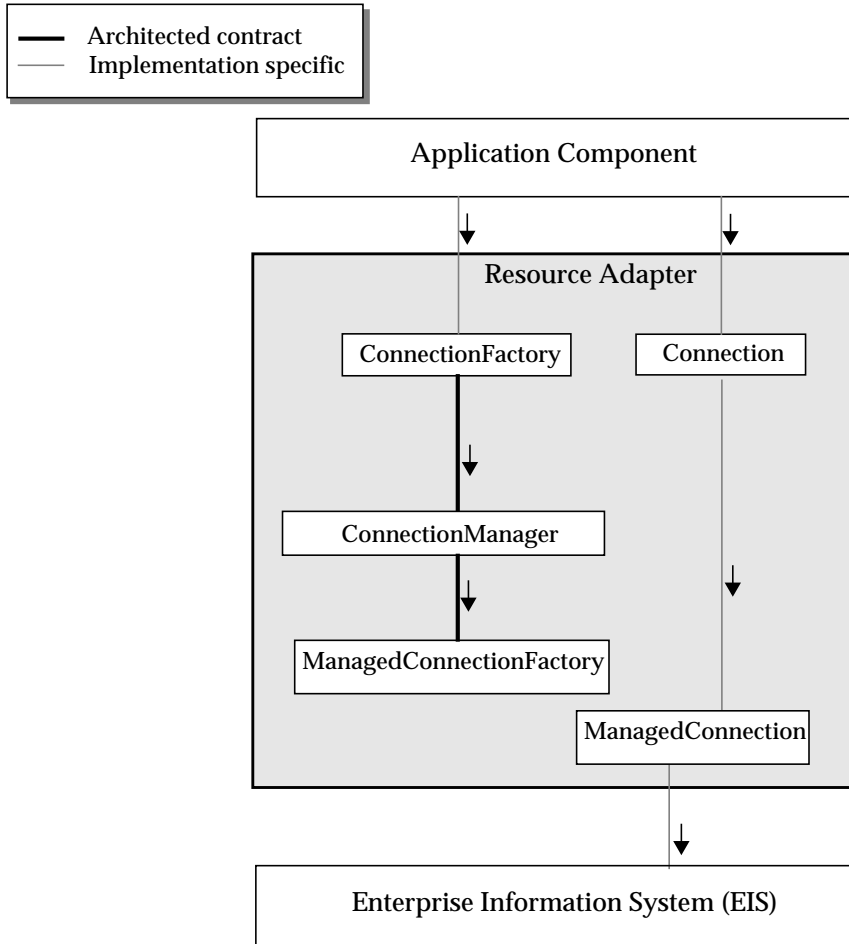 Architected contract
Implementation specific
Application Component
Resource Adapter
ConnectionFactory
Connection
ConnectionManager
ManagedConnectionFactory
ManagedConnection
Enterprise Information System (EIS)